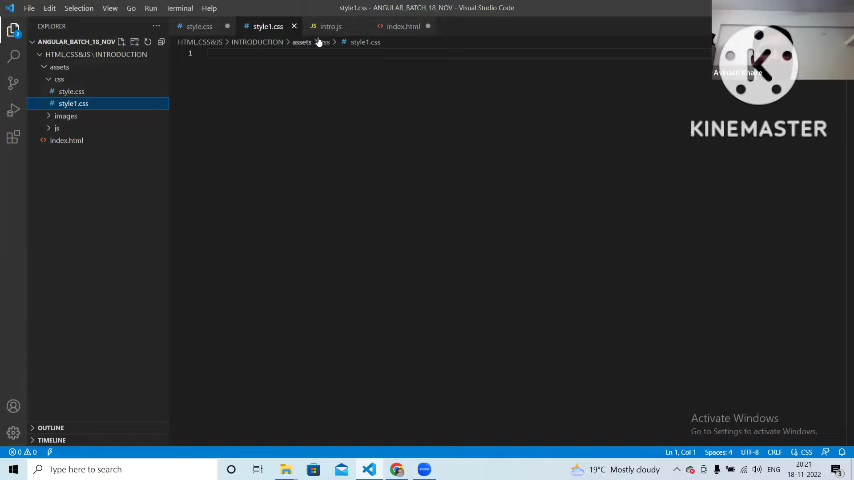 File Edit Selection View Go Run Terminal Help
style1.css - ANGULAR_BATCH_18_NOV - Visual Studio Code
EXPLORER
style.css
style1.css
intro.js
index.html
ANGULAR_BATCH_18_NOV
HTML,CSS&JS > INTRODUCTION > assets > css > style1.css
HTML,CSS&JS \ INTRODUCTION
1
assets
css
style.css
style1.css
images
js
index.html
KINEMASTER
OUTLINE
TIMELINE
Activate Windows
Go to Settings to activate Windows.
0 0
Ln 1, Col 1 Spaces: 4 UTF-8 CRLF CSS
Type here to search
19°C Mostly cloudy
ENG
20:21
18-11-2022